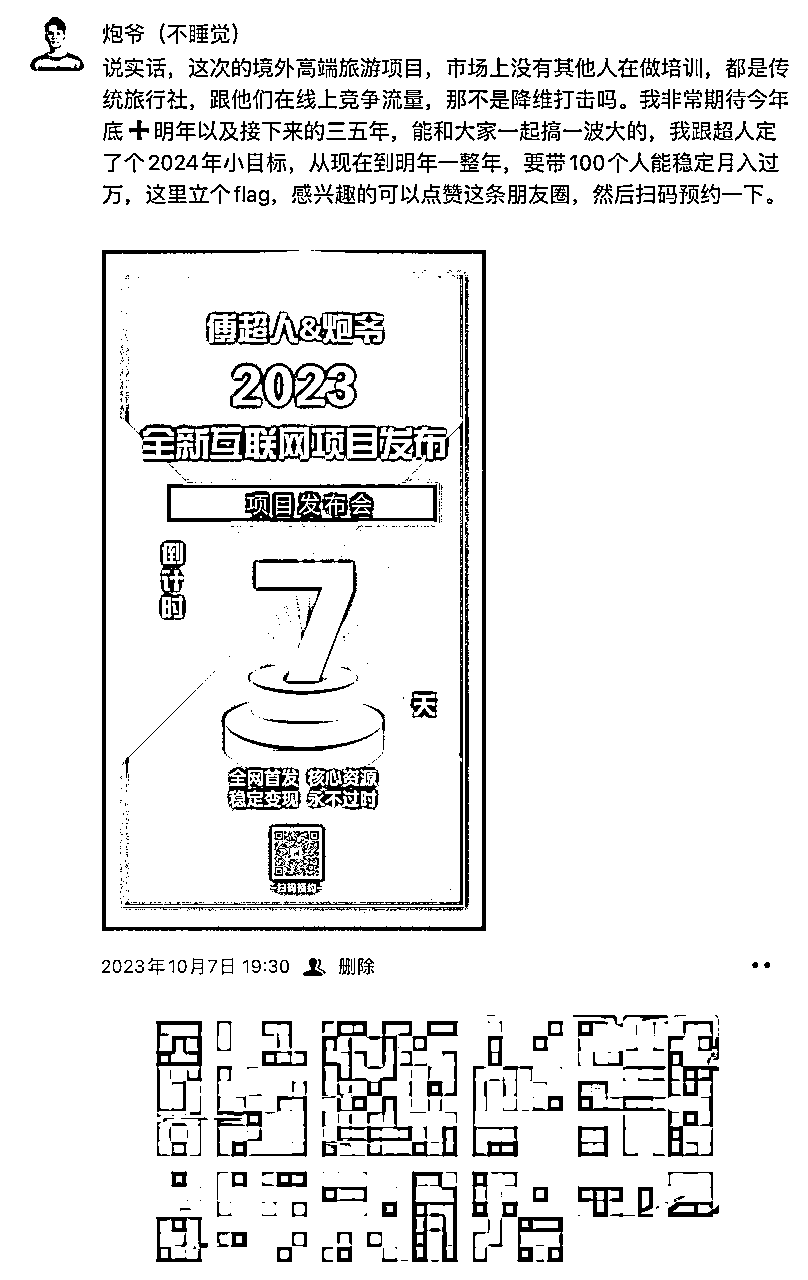 炮爷（不睡觉）
说实话，这次的境外高端旅游项目，市场上没有其他人在做培训，都是传
统旅行社，跟他们在线上竞争流量，那不是降维打击吗。我非常期待今年
底➕明年以及接下来的三五年，能和大家一起搞一波大的，我跟超人定
了个2024年小目标，从现在到明年一整年，要带100个人能稳定月入过
万，这里立个flag，感兴趣的可以点赞这条朋友圈，然后扫码预约一下。
傅超人&炮爷
2023
全新互联网项目发布
项目发布会
倒计时
7
天
全网首发 核心资源
稳定变现 永不过时
扫码预约
2023年10月7日 19:30 删除